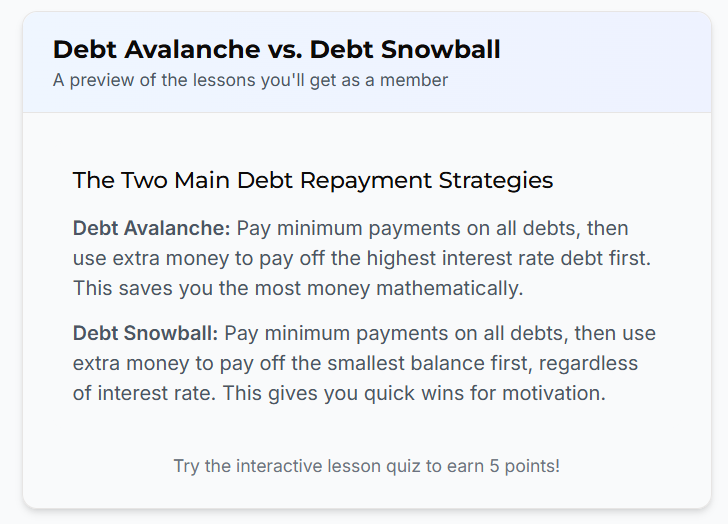 Debt Avalanche vs. Debt Snowball
A preview of the lessons you'll get as a member
The Two Main Debt Repayment Strategies
Debt Avalanche: Pay minimum payments on all debts, then
use extra money to pay off the highest interest rate debt first.
This saves you the most money mathematically.
Debt Snowball: Pay minimum payments on all debts, then use
extra money to pay off the smallest balance first, regardless
of interest rate. This gives you quick wins for motivation.
Try the interactive lesson quiz to earn 5 points!